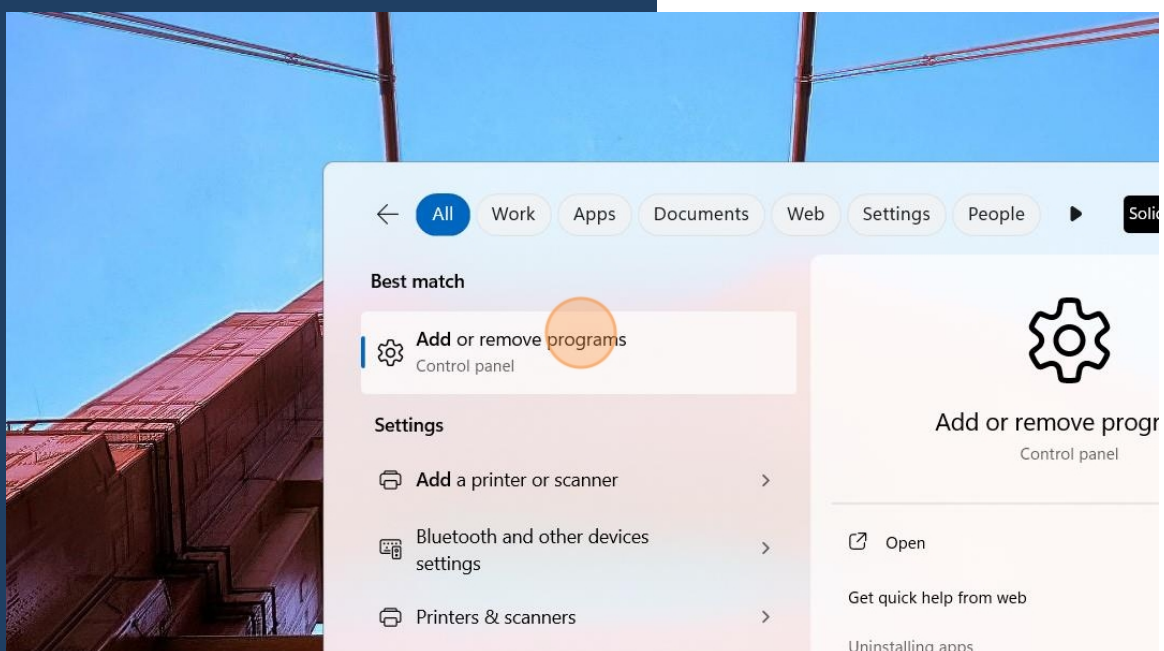 All Work Apps Documents Web Settings People
Best match
Add or remove programs
Control panel
Settings
Add a printer or scanner
Bluetooth and other devices
settings
Printers & scanners
Add or remove
Control panel
Open
Get quick help from web
Uninstalling apps